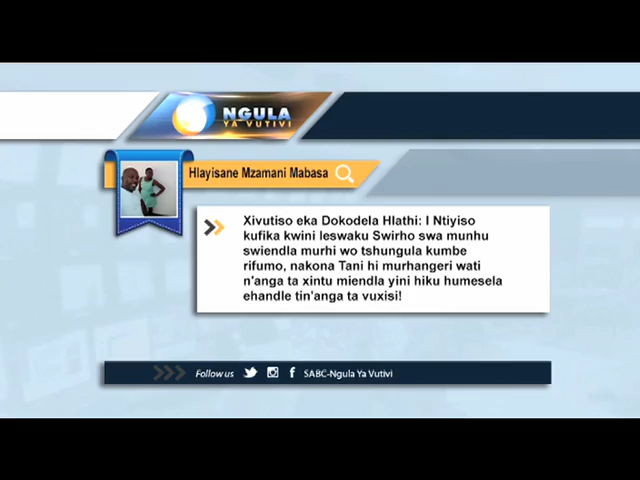 NGULA
YA VUTIVI
Hlayisane Mzamani Mabasa
Xivutiso eka Dokodela Hlathi: I Ntiyiso
kufika kwini leswaku Swirho swa munhu
swiendla murhi wo tshungula kumbe
rifumo, nakona Tani hi murhangeri wati
n'anga ta xintu miendla yini hiku humesela
ehandle tin'anga ta vuxisi!
Follow us SABC-Ngula Ya Vutivi